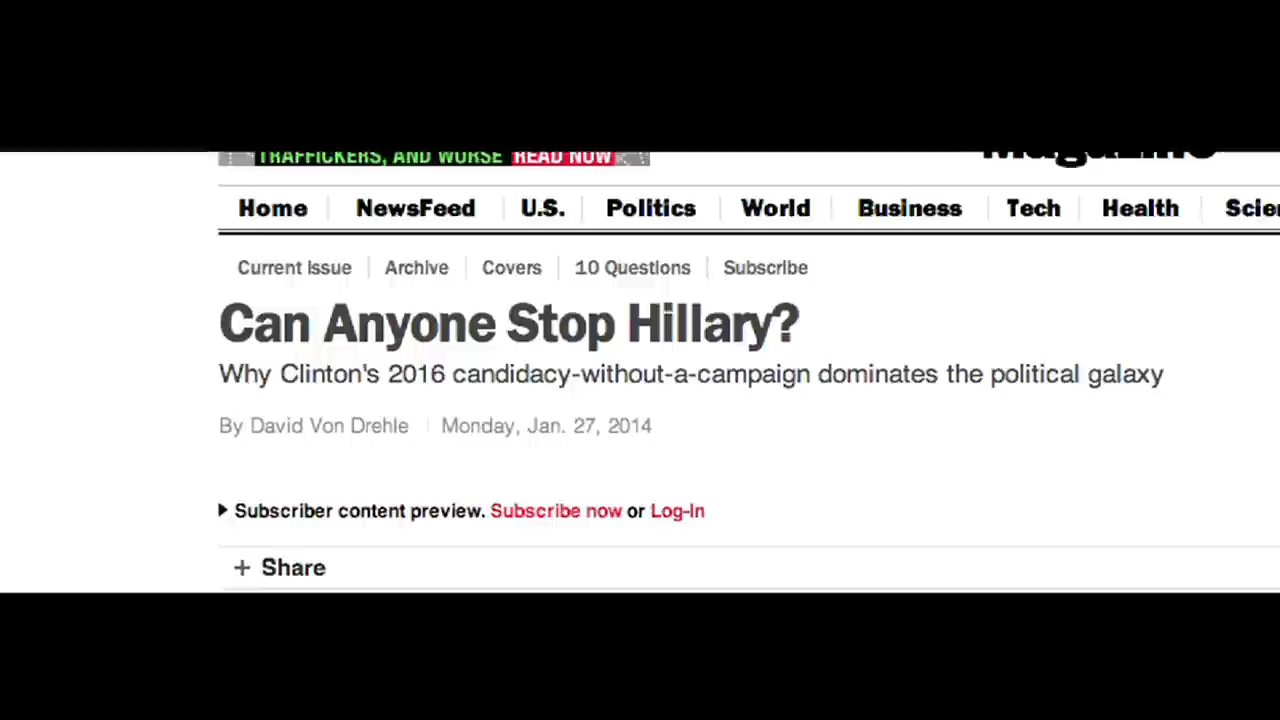 TRAFFICKERS, AND WORSE READ NOW
Magazine
Home NewsFeed U.S. Politics World Business Tech Health Scie
Current Issue Archive Covers 10 Questions Subscribe
Can Anyone Stop Hillary?
Why Clinton's 2016 candidacy-without-a-campaign dominates the political galaxy
By David Von Drehle Monday, Jan. 27, 2014
Subscriber content preview. Subscribe now or Log-In
+ Share